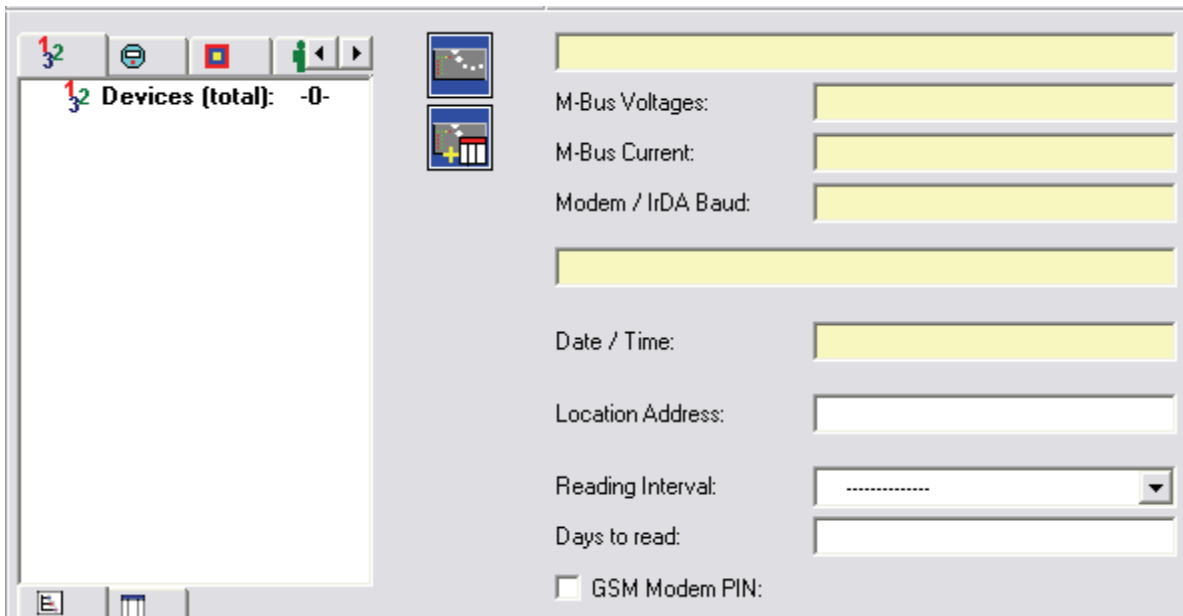 Devices (total): -0-
M-Bus Voltages:
M-Bus Current:
Modem / IrDA Baud:
Date / Time:
Location Address:
Reading Interval: --------------
Days to read:
GSM Modem PIN: